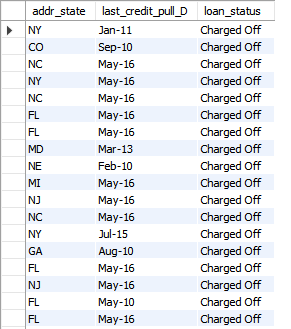 addr_state last_credit_pull_D loan_status
NY Jan-11 Charged Off
CO Sep-10 Charged Off
NC May-16 Charged Off
NY May-16 Charged Off
NC May-16 Charged Off
FL May-16 Charged Off
FL May-16 Charged Off
MD Mar-13 Charged Off
NE Feb-10 Charged Off
MI May-16 Charged Off
NJ May-16 Charged Off
NC May-16 Charged Off
NY Jul-15 Charged Off
GA Aug-10 Charged Off
FL May-16 Charged Off
NJ May-16 Charged Off
FL May-10 Charged Off
FL May-16 Charged Off